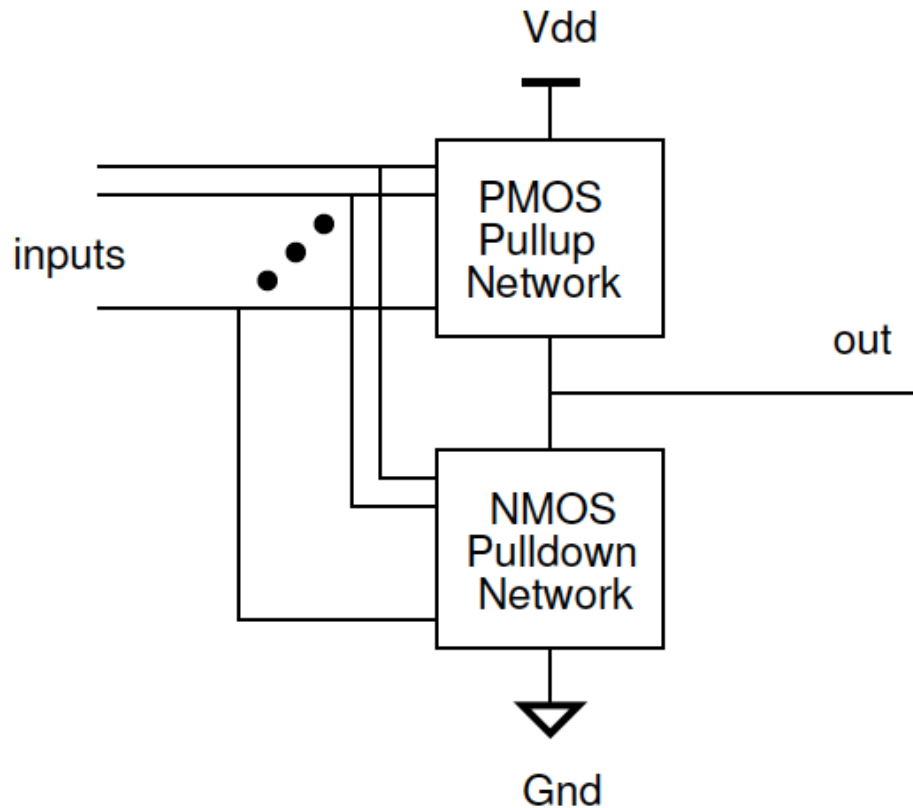 Vdd
PMOS
Pullup
Network
inputs
out
NMOS
Pulldown
Network
Gnd